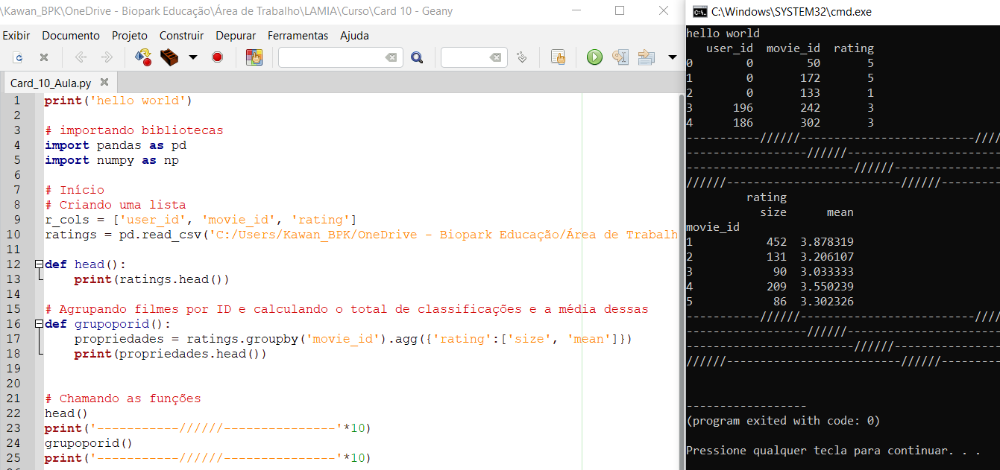 \Kawan_BPK\OneDrive - Biopark Educação\Área de Trabalho\LAMIA\Curso\Card 10 - Geany
Exibir Documento Projeto Construir Depurar Ferramentas Ajuda
Card_10_Aula.py
1 print('hello world')
2
3 # importando bibliotecas
4 import pandas as pd
5 import numpy as np
6
7 # Início
8 # Criando uma lista
9 r_cols = ['user_id', 'movie_id', 'rating']
10 ratings = pd.read_csv('C:/Users/Kawan_BPK/OneDrive - Biopark Educação/Área de Trabalh
11
12 def head():
13     print(ratings.head())
14
15 # Agrupando filmes por ID e calculando o total de classificações e a média dessas
16 def grupoporid():
17     propriedades = ratings.groupby('movie_id').agg({'rating':['size', 'mean']})
18     print(propriedades.head())
19
20
21 # Chamando as funções
22 head()
23 print('-----------//////---------------'*10)
24 grupoporid()
25 print('-----------//////---------------'*10)
C:\Windows\SYSTEM32\cmd.exe
hello world
   user_id  movie_id  rating
0        0        50       5
1        0       172       5
2        0       133       1
3      196       242       3
4      186       302       3
-----------//////--------------------------////
------------------//////-----------------------
-------------------------//////----------------
//////--------------------------//////---------
         rating
           size      mean
movie_id
1           452  3.878319
2           131  3.206107
3            90  3.033333
4           209  3.550239
5            86  3.302326
-----------//////--------------------------////
------------------//////-----------------------
-------------------------//////----------------
//////--------------------------//////---------
------------------
(program exited with code: 0)
Pressione qualquer tecla para continuar. . .